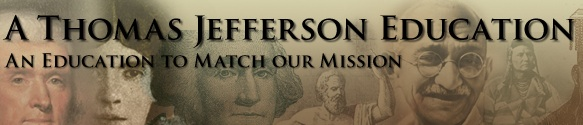 A Thomas Jefferson Education
An Education to Match our Mission